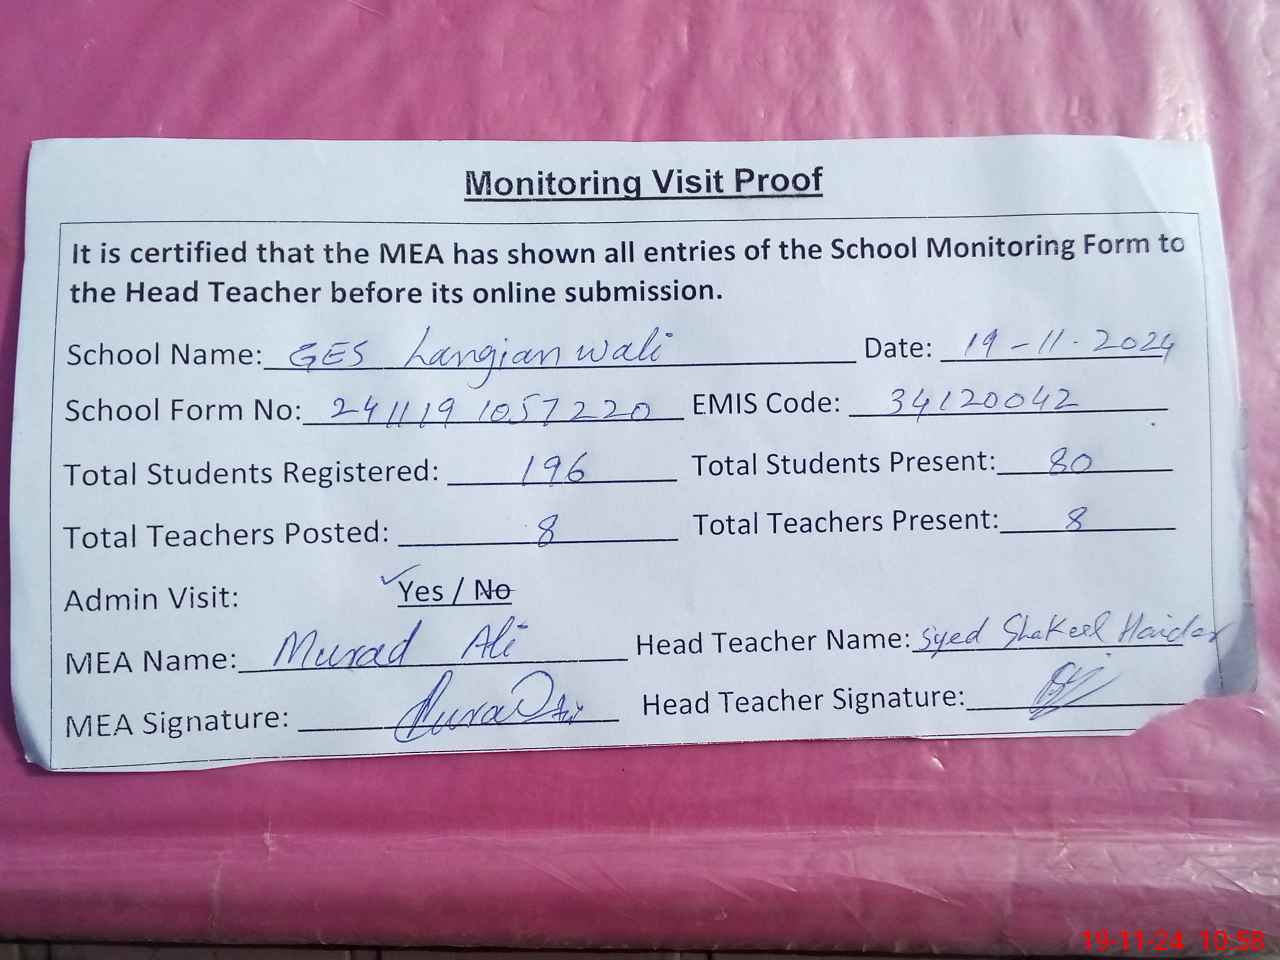 Monitoring Visit Proof
It is certified that the MEA has shown all entries of the School Monitoring Form to
the Head Teacher before its online submission.
School Name: GES Langianwali Date: 19-11-2024
School Form No: 241119 1057220 EMIS Code: 34120042
Total Students Registered: 196 Total Students Present: 80
Total Teachers Posted: 8 Total Teachers Present: 8
Admin Visit: Yes / No
MEA Name: Murad Ali Head Teacher Name: Syed Shakeel Haider
MEA Signature: Head Teacher Signature:
19-11-24 10:58